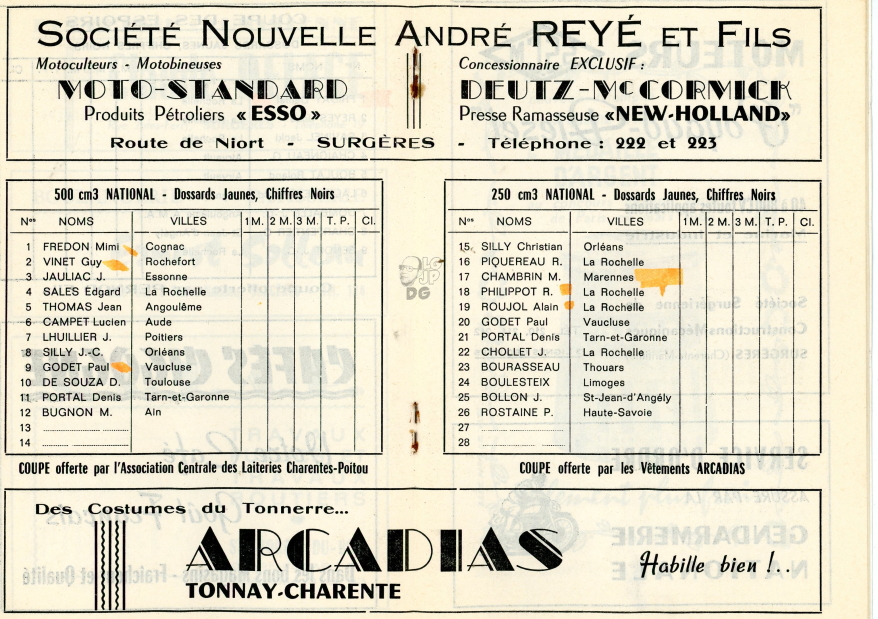 SOCIÉTÉ NOUVELLE ANDRÉ REYÉ ET FILS
Motoculteurs - Motobineuses
MOTO-STANDARD
Produits Pétroliers « ESSO »
Concessionnaire EXCLUSIF :
DEUTZ-McCORMICK
Presse Ramasseuse «NEW-HOLLAND»
Route de Niort - SURGÈRES - Téléphone : 222 et 223
500 cm3 NATIONAL - Dossards Jaunes, Chiffres Noirs
Nos NOMS VILLES 1 M. 2 M. 3 M. T. P. Cl.
1 FREDON Mimi Cognac
2 VINET Guy Rochefort
3 JAULIAC J. Essonne
4 SALES Edgard La Rochelle
5 THOMAS Jean Angoulême
6 CAMPET Lucien Aude
7 LHUILLIER J. Poitiers
8 SILLY J.-C. Orléans
9 GODET Paul Vaucluse
10 DE SOUZA D. Toulouse
11 PORTAL Denis Tarn-et-Garonne
12 BUGNON M. Ain
13
14
COUPE offerte par l'Association Centrale des Laiteries Charentes-Poitou
250 cm3 NATIONAL - Dossards Jaunes, Chiffres Noirs
Nos NOMS VILLES 1 M. 2 M. 3 M. T. P. Cl.
15 SILLY Christian Orléans
16 PIQUEREAU R. La Rochelle
17 CHAMBRIN M. Marennes
18 PHILIPPOT R. La Rochelle
19 ROUJOL Alain La Rochelle
20 GODET Paul Vaucluse
21 PORTAL Denis Tarn-et-Garonne
22 CHOLLET J. La Rochelle
23 BOURASSEAU Thouars
24 BOULESTEIX Limoges
25 BOLLON J. St-Jean-d'Angély
26 ROSTAINE P. Haute-Savoie
27
28
COUPE offerte par les Vêtements ARCADIAS
LG
JP
DG
Des Costumes du Tonnerre...
ARCADIAS
TONNAY-CHARENTE
Habille bien !..